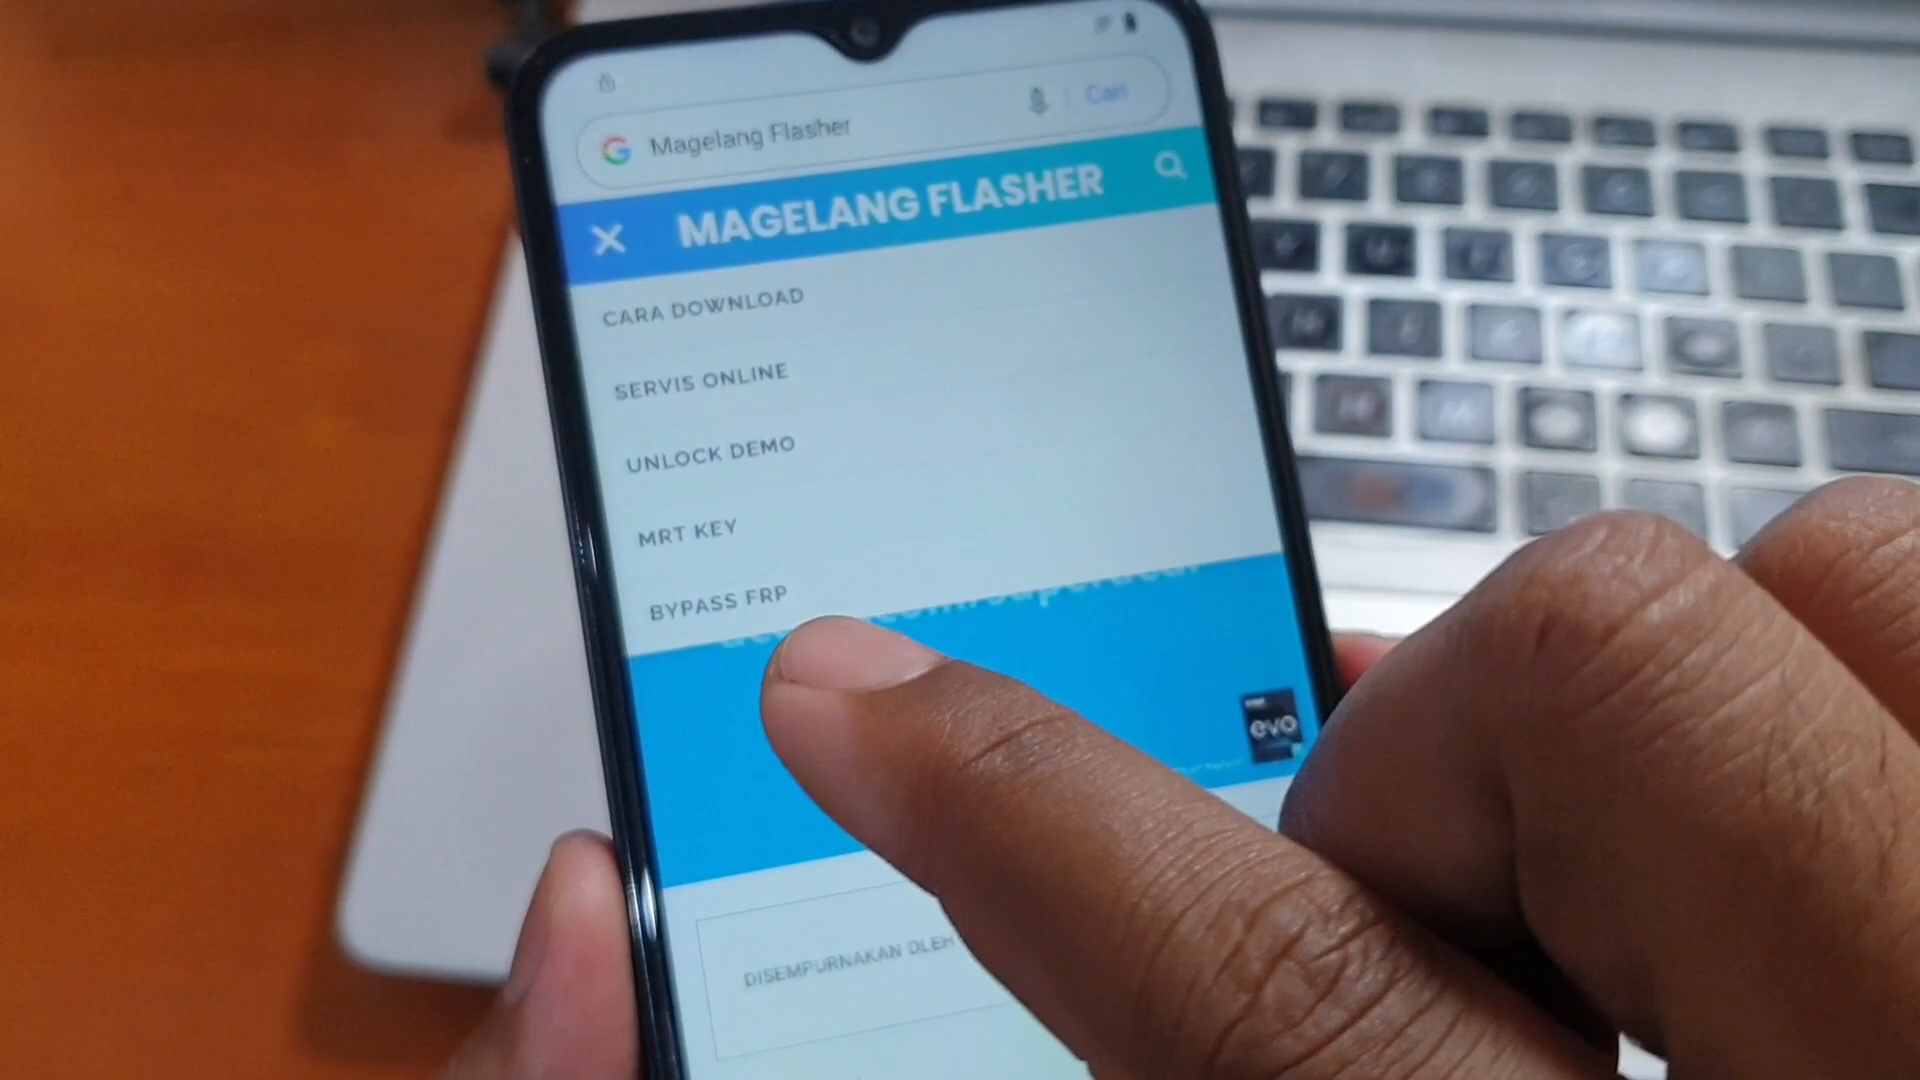 Magelang Flasher
Cari
MAGELANG FLASHER
CARA DOWNLOAD
SERVIS ONLINE
UNLOCK DEMO
MRT KEY
BYPASS FRP
evo
DISEMPURNAKAN OLEH